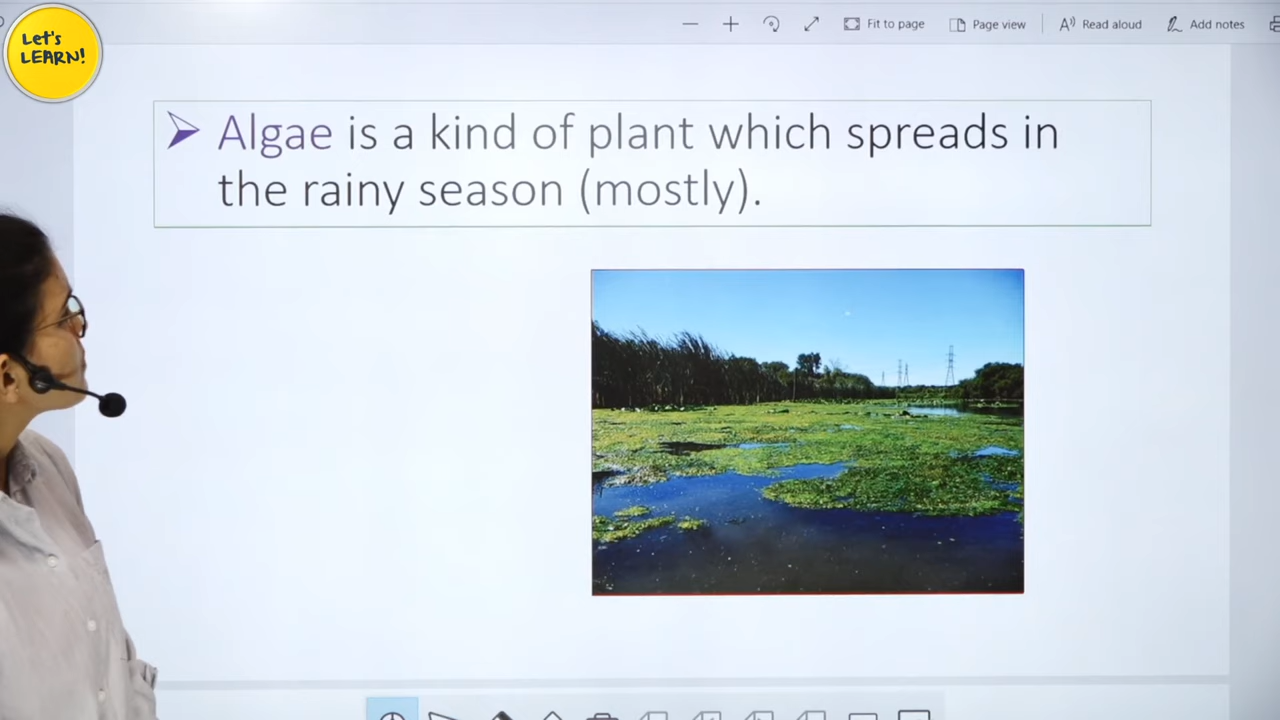 Let's
LEARN!
Fit to page
Page view
Read aloud
Add notes
Algae is a kind of plant which spreads in
the rainy season (mostly).